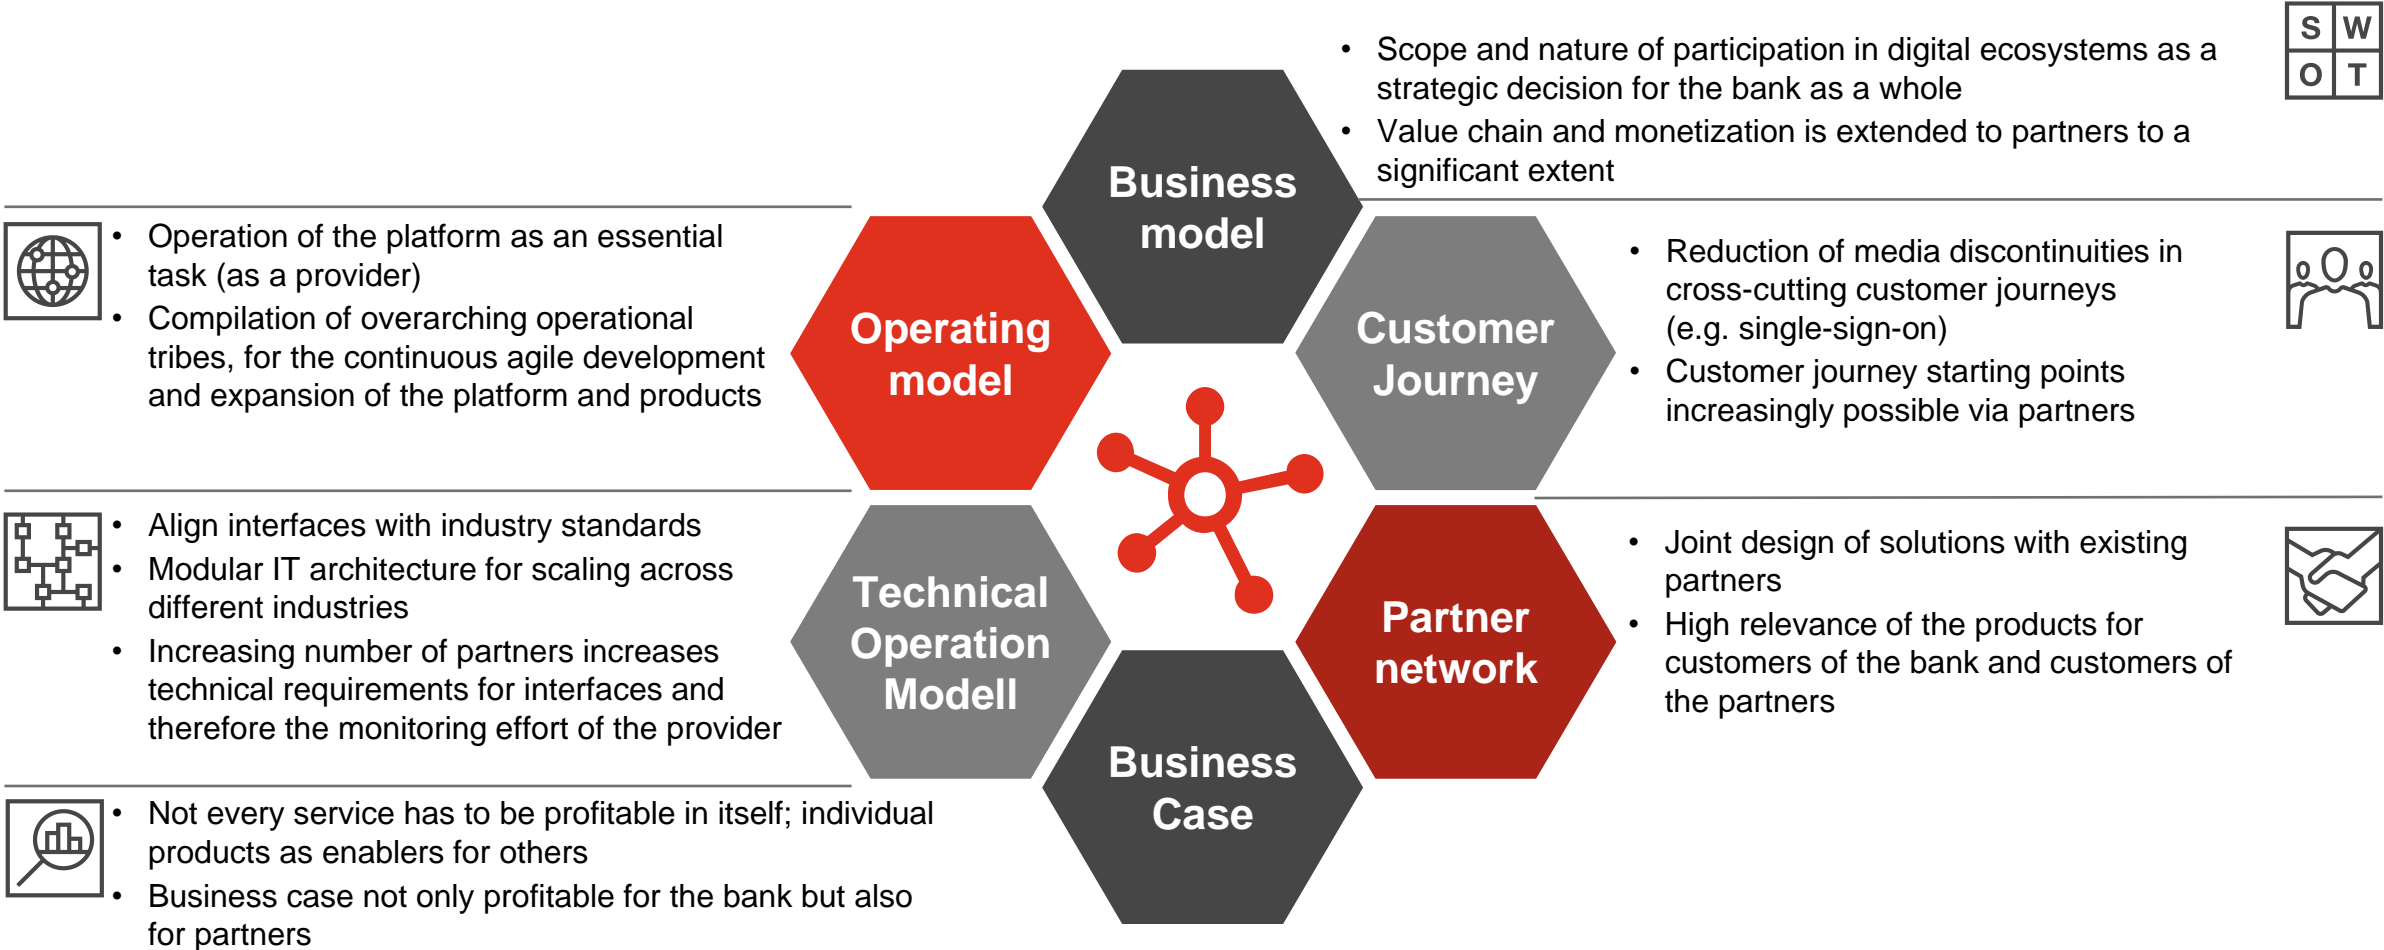 • Scope and nature of participation in digital ecosystems as a
strategic decision for the bank as a whole
• Value chain and monetization is extended to partners to a
significant extent
S W
O T
Business
model
• Operation of the platform as an essential
task (as a provider)
• Compilation of overarching operational
tribes, for the continuous agile development
and expansion of the platform and products
Operating
model
Customer
Journey
• Reduction of media discontinuities in
cross-cutting customer journeys
(e.g. single-sign-on)
• Customer journey starting points
increasingly possible via partners
• Align interfaces with industry standards
• Modular IT architecture for scaling across
different industries
• Increasing number of partners increases
technical requirements for interfaces and
therefore the monitoring effort of the provider
Technical
Operation
Modell
Partner
network
• Joint design of solutions with existing
partners
• High relevance of the products for
customers of the bank and customers of
the partners
• Not every service has to be profitable in itself; individual
products as enablers for others
• Business case not only profitable for the bank but also
for partners
Business
Case